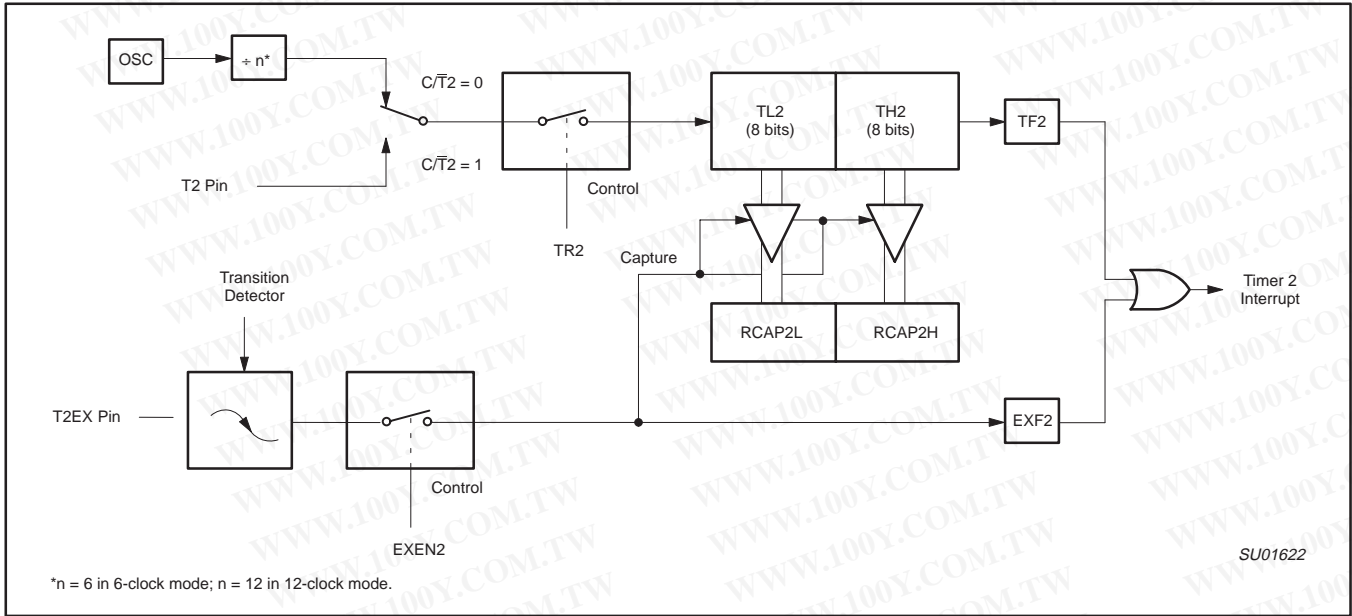 OSC
÷ n*
C/T̅2 = 0
TL2
(8 bits)
TH2
(8 bits)
TF2
C/T̅2 = 1
T2 Pin
Control
TR2
Capture
Transition
Detector
Timer 2
Interrupt
RCAP2L
RCAP2H
T2EX Pin
EXF2
Control
EXEN2
SU01622
*n = 6 in 6-clock mode; n = 12 in 12-clock mode.
WWW.100Y.COM.TW